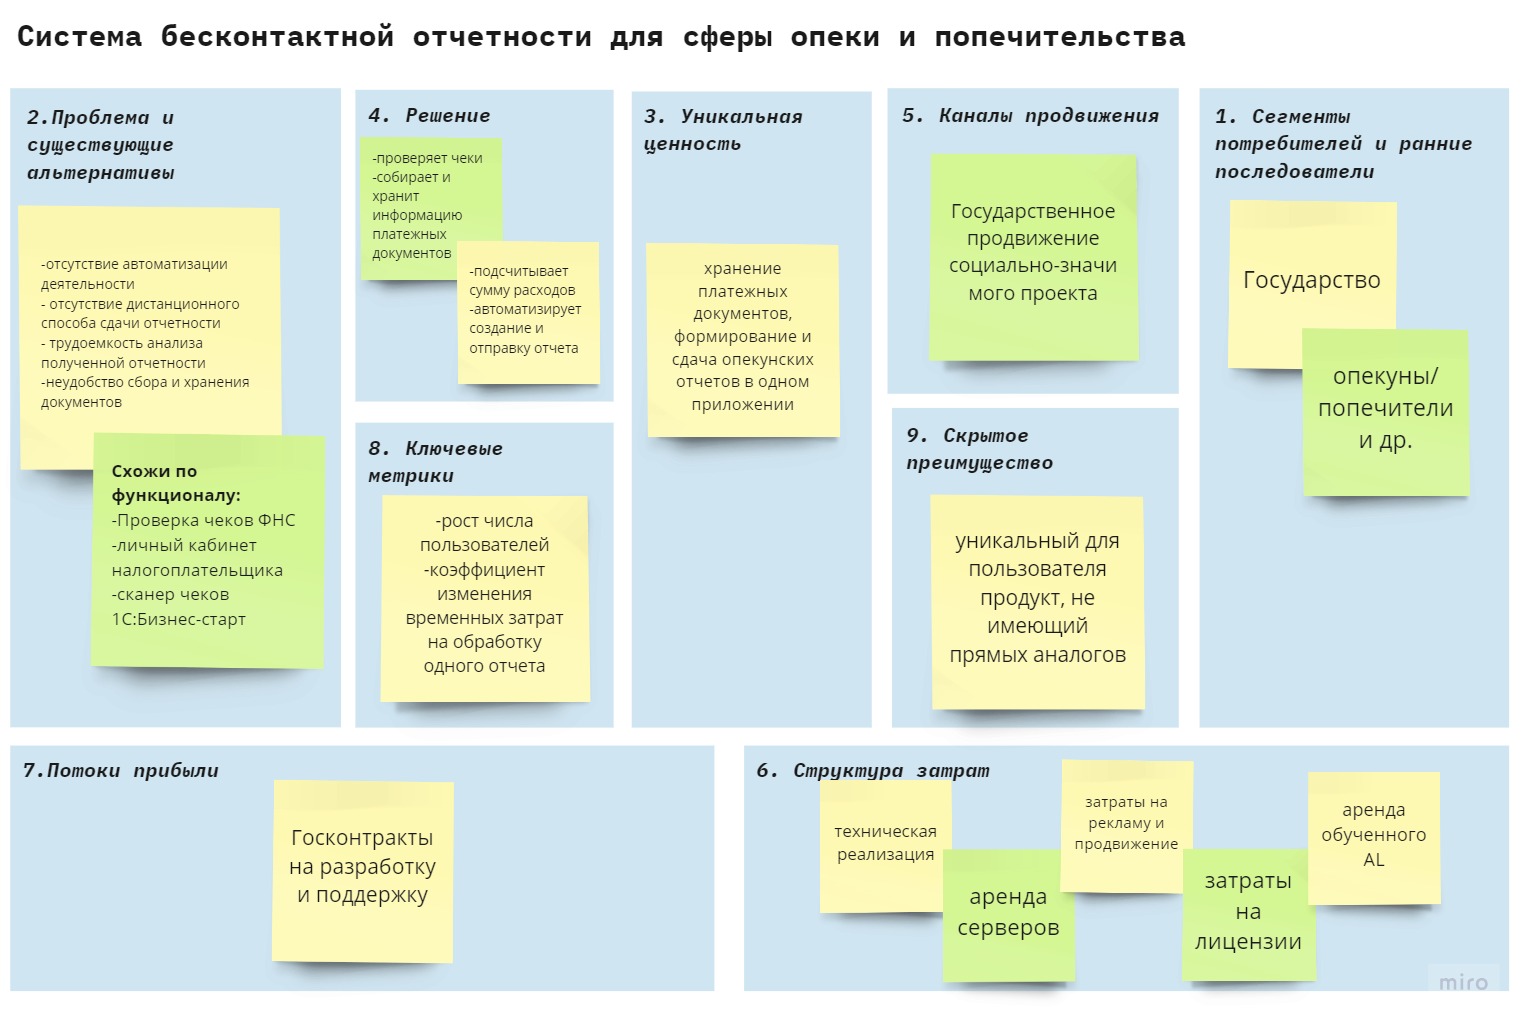 Система бесконтактной отчетности для сферы опеки и попечительства
2.Проблема и
существующие
альтернативы
-отсутствие автоматизации
деятельности
- отсутствие дистанционного
способа сдачи отчетности
- трудоемкость анализа
полученной отчетности
-неудобство сбора и хранения
документов
Схожи по
функционалу:
-Проверка чеков ФНС
-личный кабинет
налогоплательщика
-сканер чеков
1С:Бизнес-старт
4. Решение
-проверяет чеки
-собирает и
хранит
информацию
платежных
документов
-подсчитывает
сумму расходов
-автоматизирует
создание и
отправку отчета
8. Ключевые
метрики
-рост числа
пользователей
-коэффициент
изменения
временных затрат
на обработку
одного отчета
3. Уникальная
ценность
хранение
платежных
документов,
формирование и
сдача опекунских
отчетов в одном
приложении
5. Каналы продвижения
Государственное
продвижение
социально-значи
мого проекта
9. Скрытое
преимущество
уникальный для
пользователя
продукт, не
имеющий
прямых аналогов
1. Сегменты
потребителей и ранние
последователи
Государство
опекуны/
попечители
и др.
7.Потоки прибыли
Госконтракты
на разработку
и поддержку
6. Структура затрат
техническая
реализация
аренда
серверов
затраты на
рекламу и
продвижение
затраты
на
лицензии
аренда
обученного
AL
miro